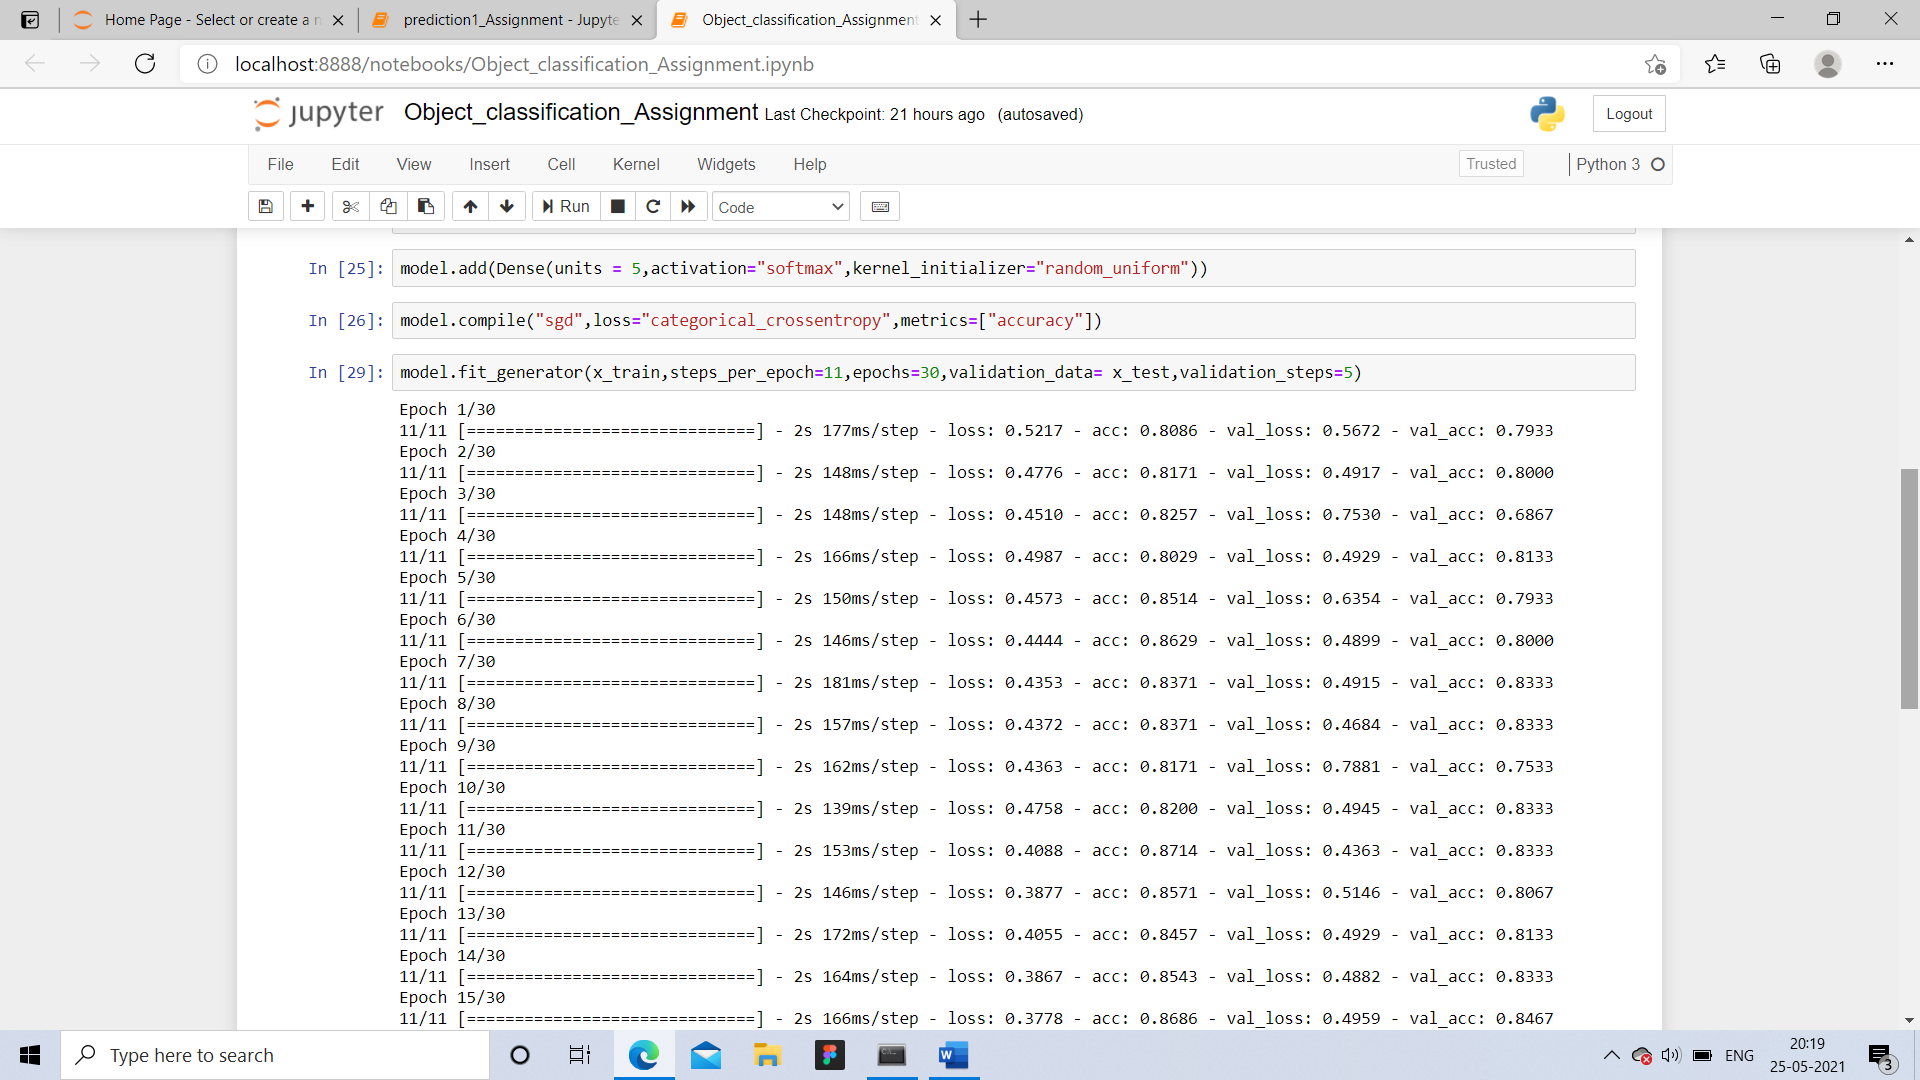 Home Page - Select or create a n
prediction1_Assignment - Jupyte
Object_classification_Assignment
localhost:8888/notebooks/Object_classification_Assignment.ipynb
jupyter Object_classification_Assignment Last Checkpoint: 21 hours ago (autosaved)
Logout
File Edit View Insert Cell Kernel Widgets Help
Trusted
Python 3
Run
Code
In [25]: model.add(Dense(units = 5,activation="softmax",kernel_initializer="random_uniform"))
In [26]: model.compile("sgd",loss="categorical_crossentropy",metrics=["accuracy"])
In [29]: model.fit_generator(x_train,steps_per_epoch=11,epochs=30,validation_data= x_test,validation_steps=5)
Epoch 1/30
11/11 [==============================] - 2s 177ms/step - loss: 0.5217 - acc: 0.8086 - val_loss: 0.5672 - val_acc: 0.7933
Epoch 2/30
11/11 [==============================] - 2s 148ms/step - loss: 0.4776 - acc: 0.8171 - val_loss: 0.4917 - val_acc: 0.8000
Epoch 3/30
11/11 [==============================] - 2s 148ms/step - loss: 0.4510 - acc: 0.8257 - val_loss: 0.7530 - val_acc: 0.6867
Epoch 4/30
11/11 [==============================] - 2s 166ms/step - loss: 0.4987 - acc: 0.8029 - val_loss: 0.4929 - val_acc: 0.8133
Epoch 5/30
11/11 [==============================] - 2s 150ms/step - loss: 0.4573 - acc: 0.8514 - val_loss: 0.6354 - val_acc: 0.7933
Epoch 6/30
11/11 [==============================] - 2s 146ms/step - loss: 0.4444 - acc: 0.8629 - val_loss: 0.4899 - val_acc: 0.8000
Epoch 7/30
11/11 [==============================] - 2s 181ms/step - loss: 0.4353 - acc: 0.8371 - val_loss: 0.4915 - val_acc: 0.8333
Epoch 8/30
11/11 [==============================] - 2s 157ms/step - loss: 0.4372 - acc: 0.8371 - val_loss: 0.4684 - val_acc: 0.8333
Epoch 9/30
11/11 [==============================] - 2s 162ms/step - loss: 0.4363 - acc: 0.8171 - val_loss: 0.7881 - val_acc: 0.7533
Epoch 10/30
11/11 [==============================] - 2s 139ms/step - loss: 0.4758 - acc: 0.8200 - val_loss: 0.4945 - val_acc: 0.8333
Epoch 11/30
11/11 [==============================] - 2s 153ms/step - loss: 0.4088 - acc: 0.8714 - val_loss: 0.4363 - val_acc: 0.8333
Epoch 12/30
11/11 [==============================] - 2s 146ms/step - loss: 0.3877 - acc: 0.8571 - val_loss: 0.5146 - val_acc: 0.8067
Epoch 13/30
11/11 [==============================] - 2s 172ms/step - loss: 0.4055 - acc: 0.8457 - val_loss: 0.4929 - val_acc: 0.8133
Epoch 14/30
11/11 [==============================] - 2s 164ms/step - loss: 0.3867 - acc: 0.8543 - val_loss: 0.4882 - val_acc: 0.8333
Epoch 15/30
11/11 [==============================] - 2s 166ms/step - loss: 0.3778 - acc: 0.8686 - val_loss: 0.4959 - val_acc: 0.8467
Type here to search
ENG
20:19
25-05-2021
3